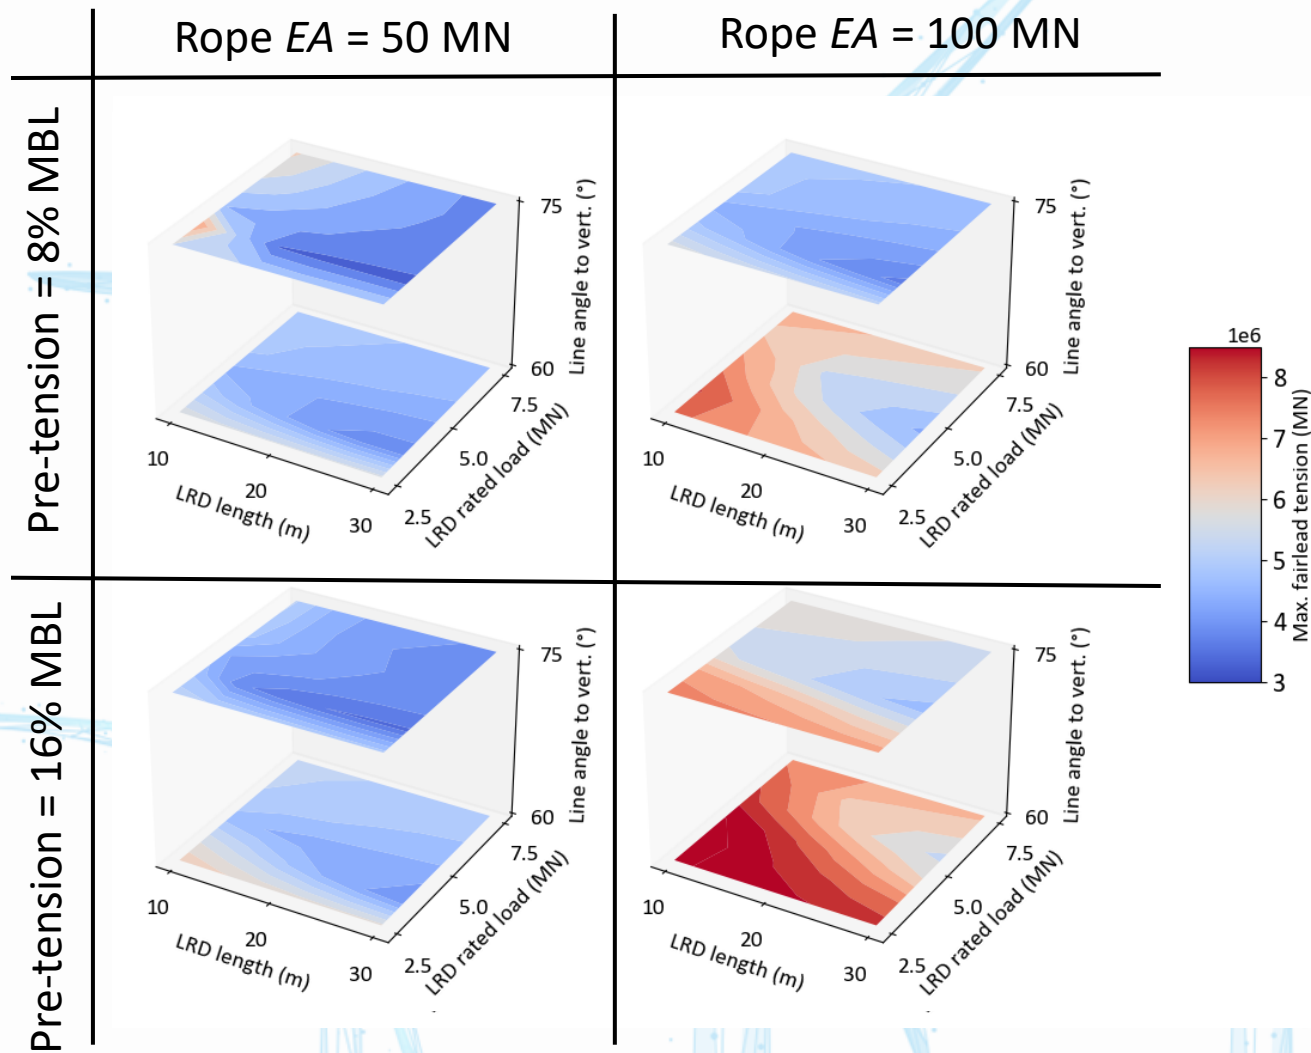 Rope EA = 50 MN
Rope EA = 100 MN
Pre-tension = 8% MBL
75
60
Line angle to vert. (°)
7.5
5.0
2.5
LRD rated load (MN)
10
20
30
LRD length (m)
75
60
Line angle to vert. (°)
7.5
5.0
2.5
LRD rated load (MN)
10
20
30
LRD length (m)
1e6
8
7
6
5
4
3
Max. fairlead tension (MN)
Pre-tension = 16% MBL
75
60
Line angle to vert. (°)
7.5
5.0
2.5
LRD rated load (MN)
10
20
30
LRD length (m)
75
60
Line angle to vert. (°)
7.5
5.0
2.5
LRD rated load (MN)
10
20
30
LRD length (m)